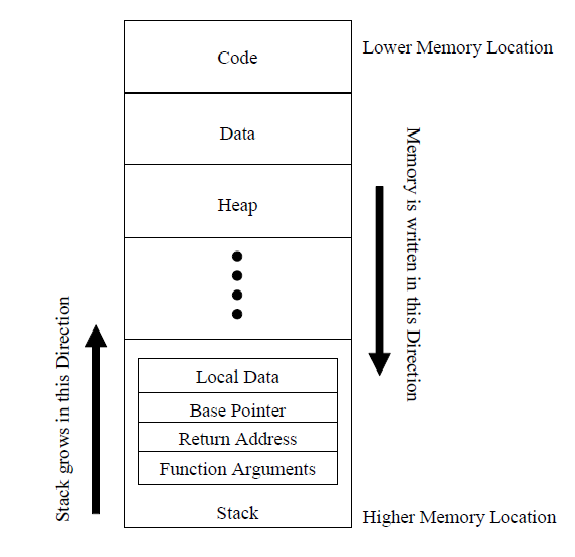 Code
Lower Memory Location
Data
Heap
Memory is written in this Direction
Stack grows in this Direction
Local Data
Base Pointer
Return Address
Function Arguments
Stack
Higher Memory Location